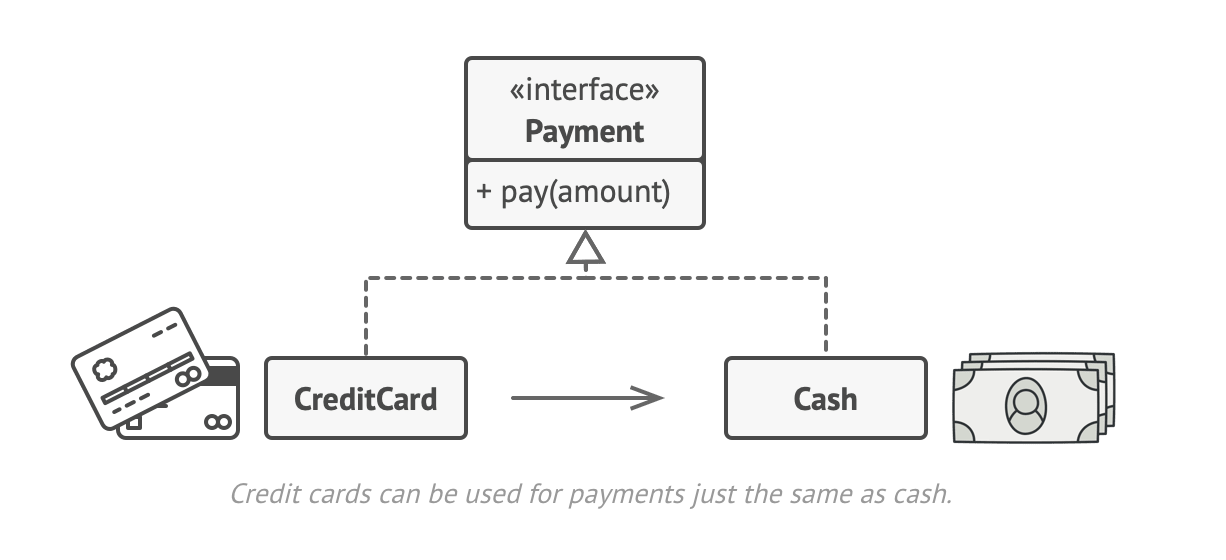 «interface»
Payment
+ pay(amount)
CreditCard
Cash
Credit cards can be used for payments just the same as cash.